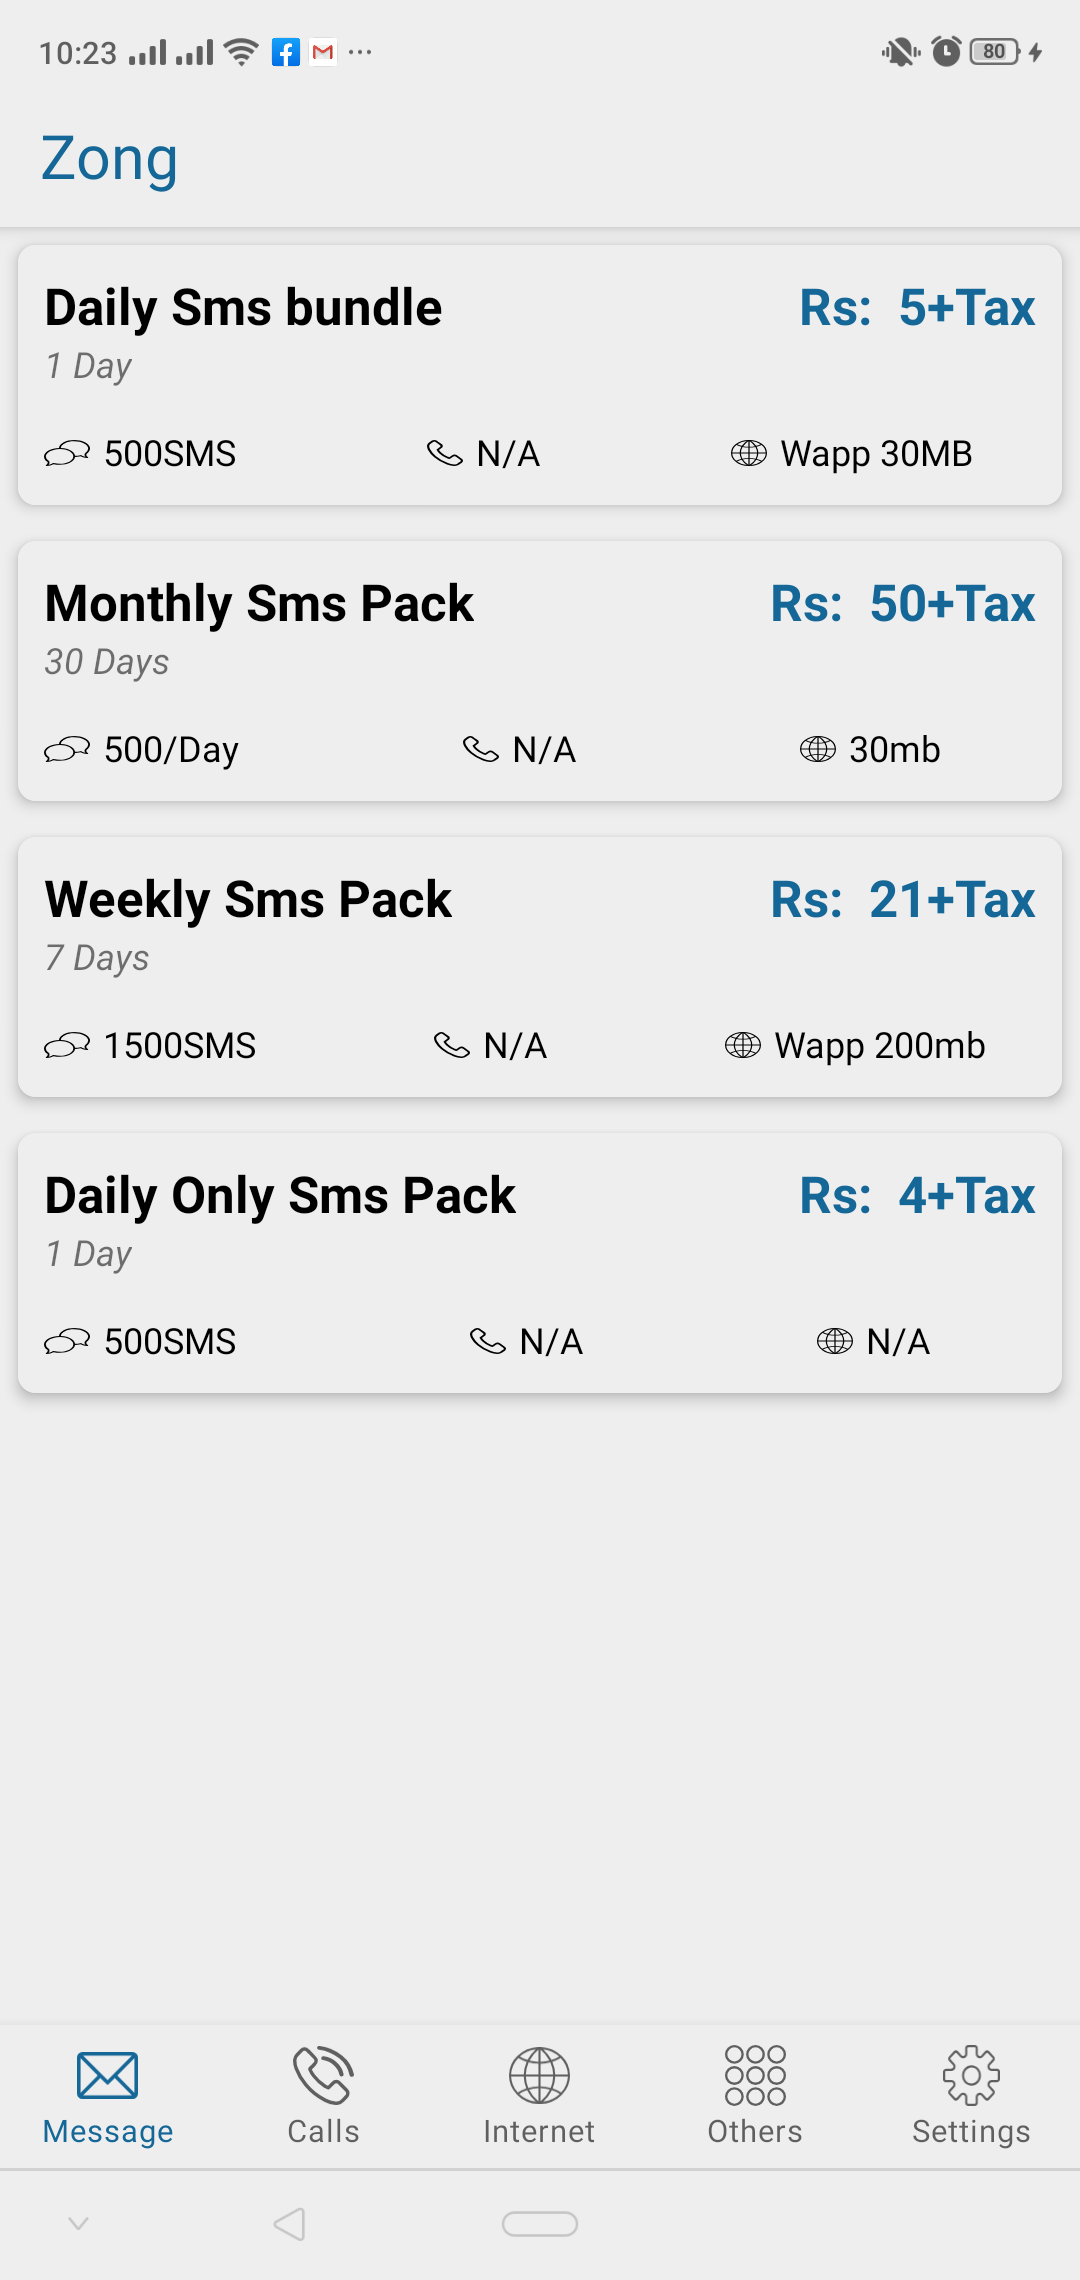 10:23 80
Zong
Daily Sms bundle Rs: 5+Tax
1 Day
500SMS N/A Wapp 30MB
Monthly Sms Pack Rs: 50+Tax
30 Days
500/Day N/A 30mb
Weekly Sms Pack Rs: 21+Tax
7 Days
1500SMS N/A Wapp 200mb
Daily Only Sms Pack Rs: 4+Tax
1 Day
500SMS N/A N/A
Message Calls Internet Others Settings